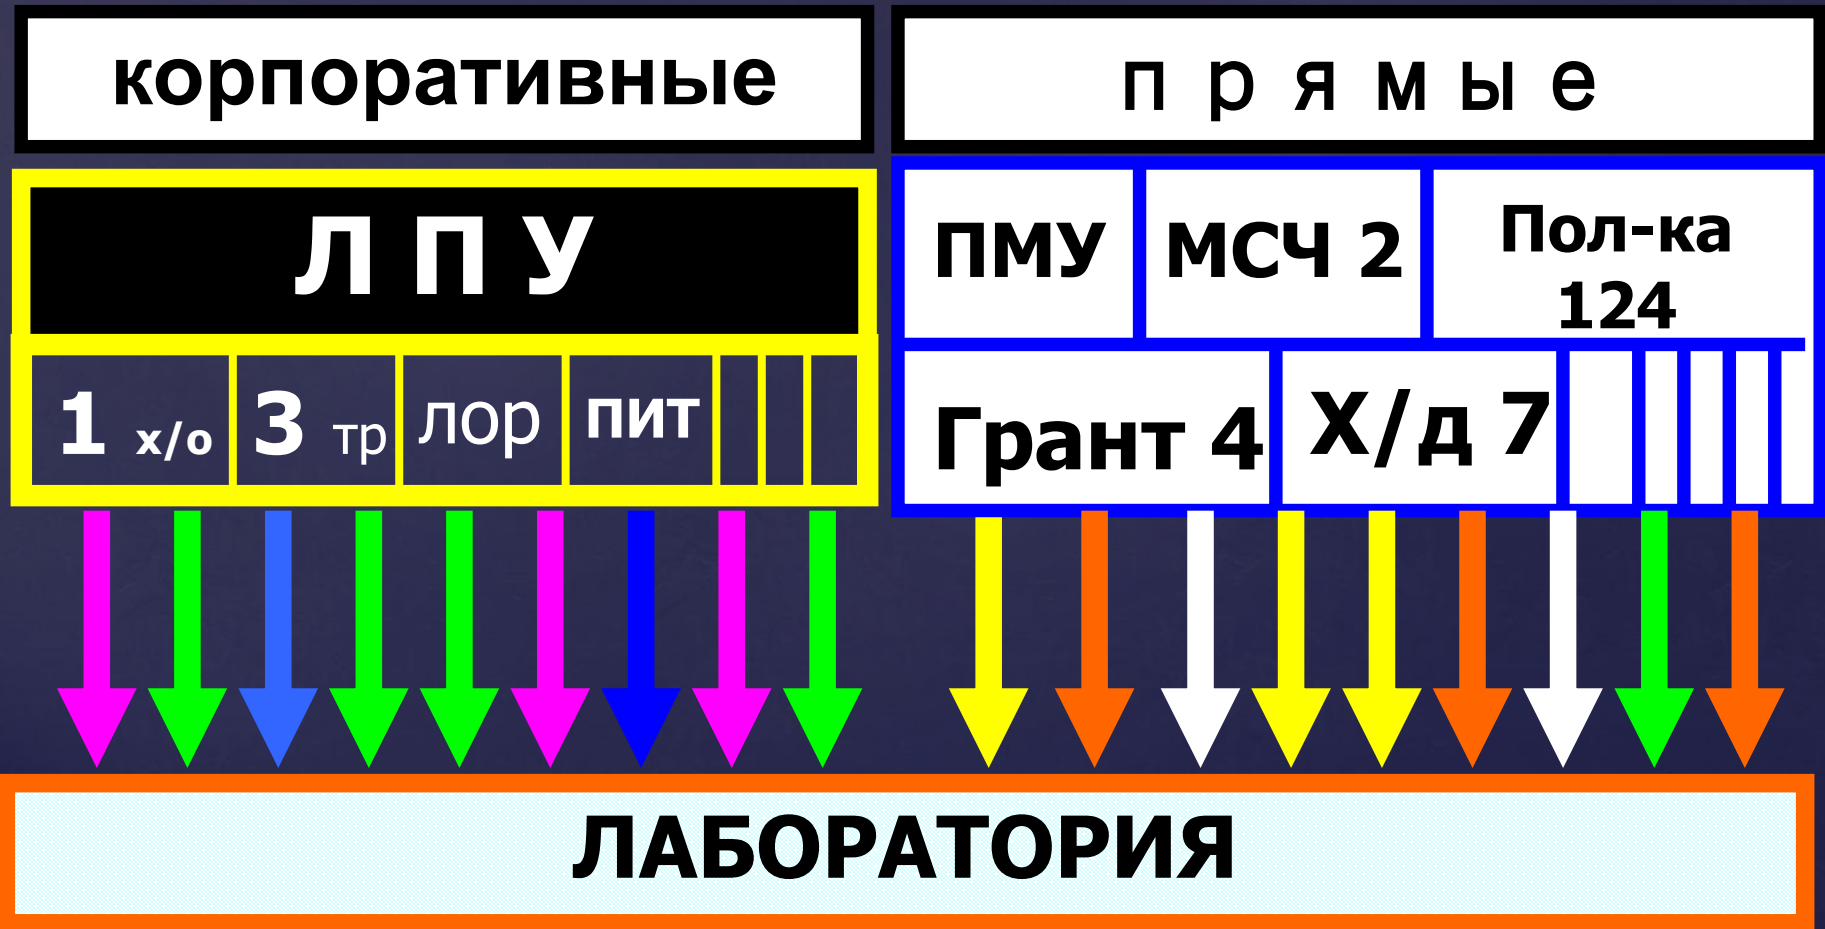 корпоративные
п р я м ы е
Л П У
1 х/о 3 тр лор пит
ПМУ МСЧ 2 Пол-ка
124
Грант 4 Х/д 7
ЛАБОРАТОРИЯ